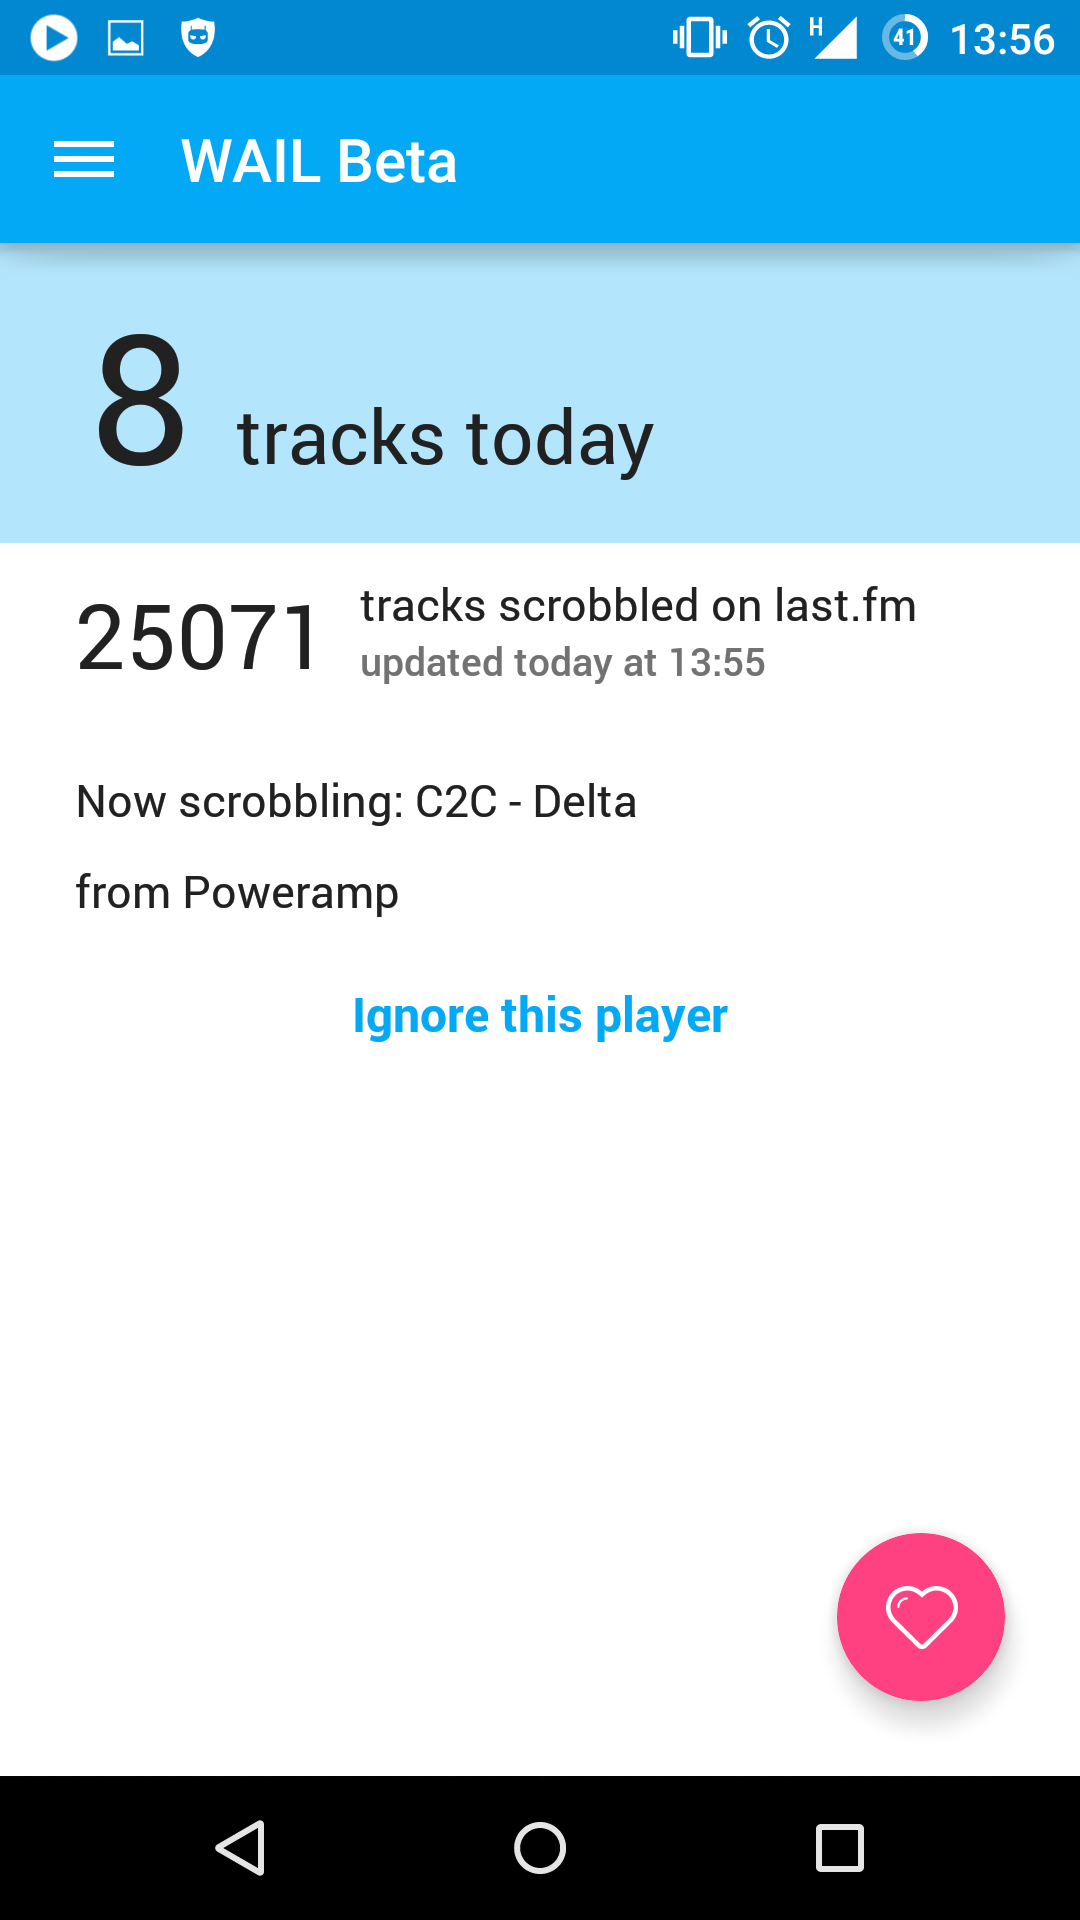 H 41 13:56
WAIL Beta
8 tracks today
25071 tracks scrobbled on last.fm
updated today at 13:55
Now scrobbling: C2C - Delta
from Poweramp
Ignore this player